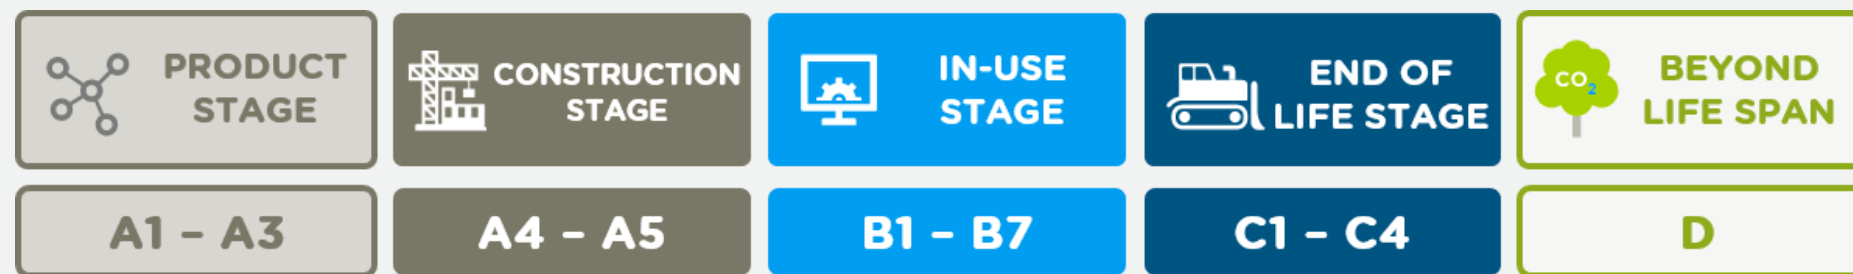 PRODUCT
STAGE
CONSTRUCTION
STAGE
IN-USE
STAGE
END OF
LIFE STAGE
CO2
BEYOND
LIFE SPAN
A1 – A3
A4 – A5
B1 – B7
C1 – C4
D